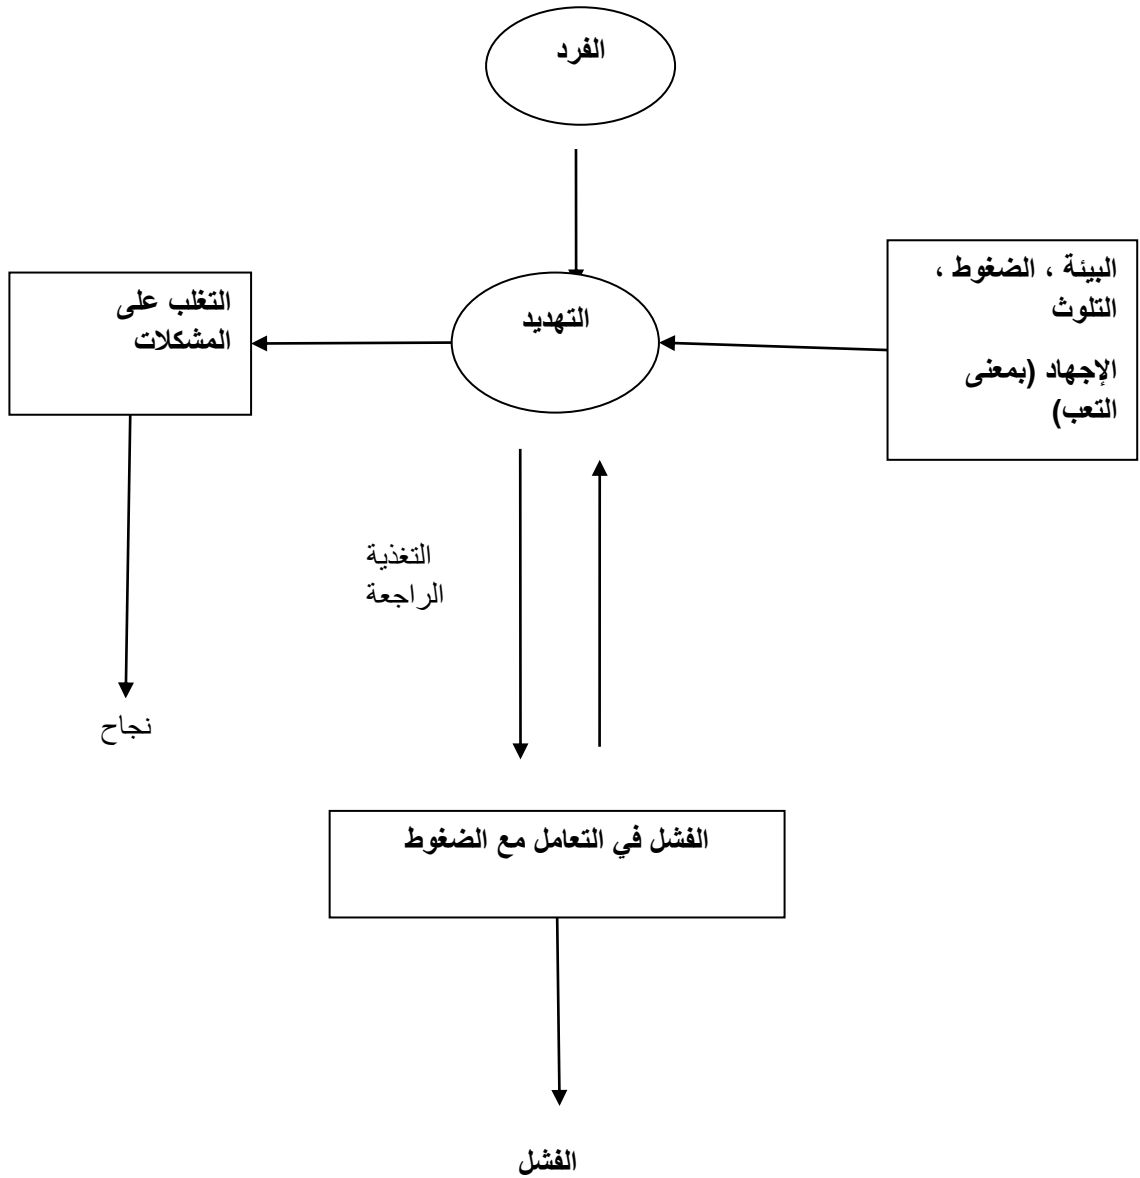 الفرد
البيئة ، الضغوط ،
التلوث
الإجهاد (بمعنى
التعب)
التهديد
التغلب على
المشكلات
التغذية
الراجعة
نجاح
الفشل في التعامل مع الضغوط
الفشل